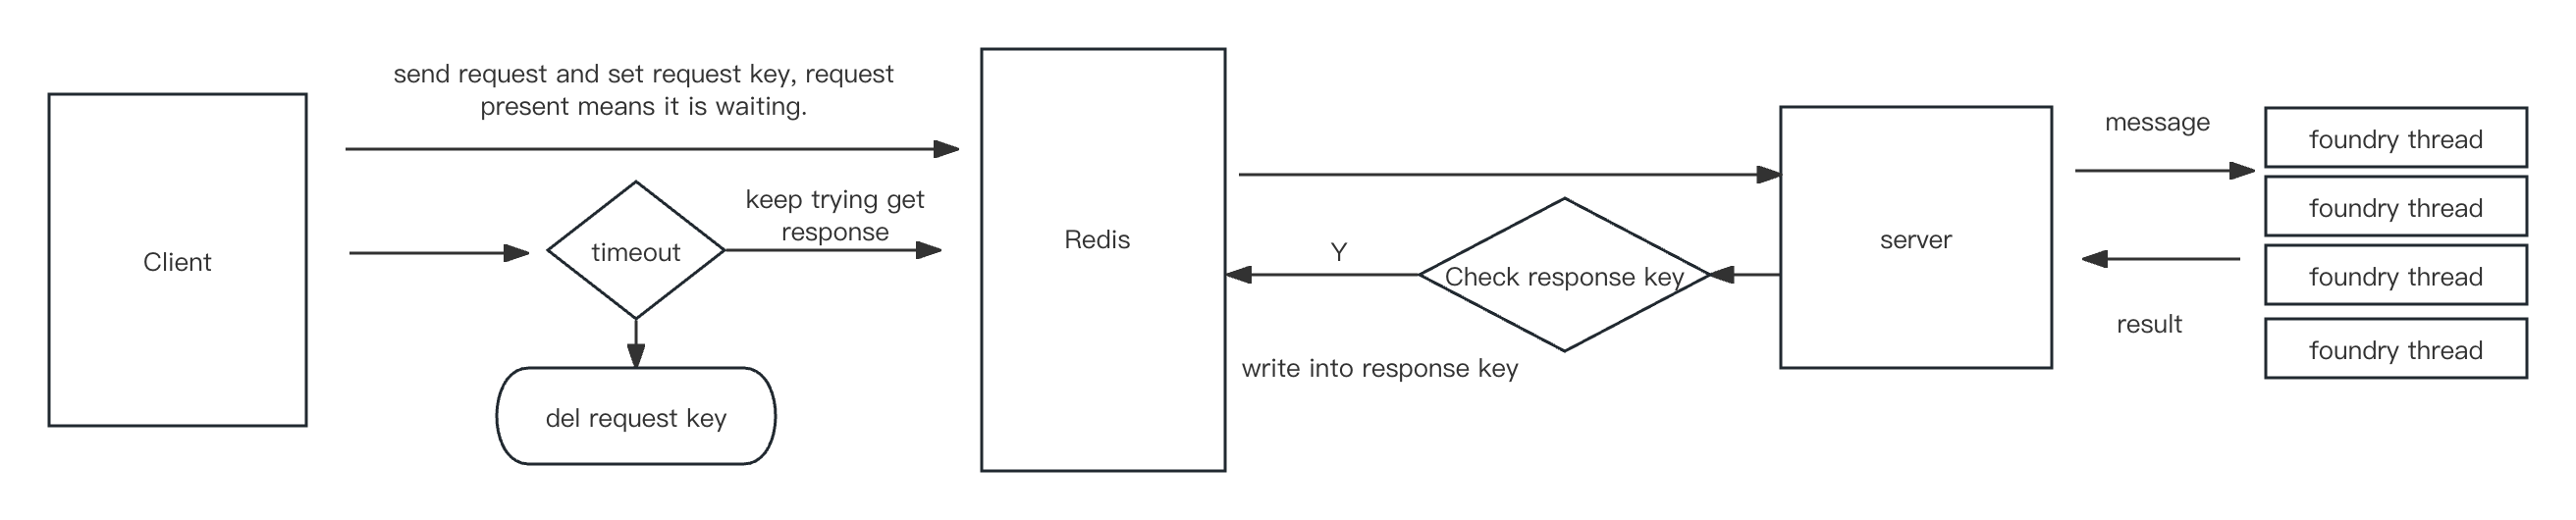 send request and set request key, request
present means it is waiting.
Client
timeout
keep trying get
response
del request key
Redis
Y
Check response key
write into response key
server
message
result
foundry thread
foundry thread
foundry thread
foundry thread